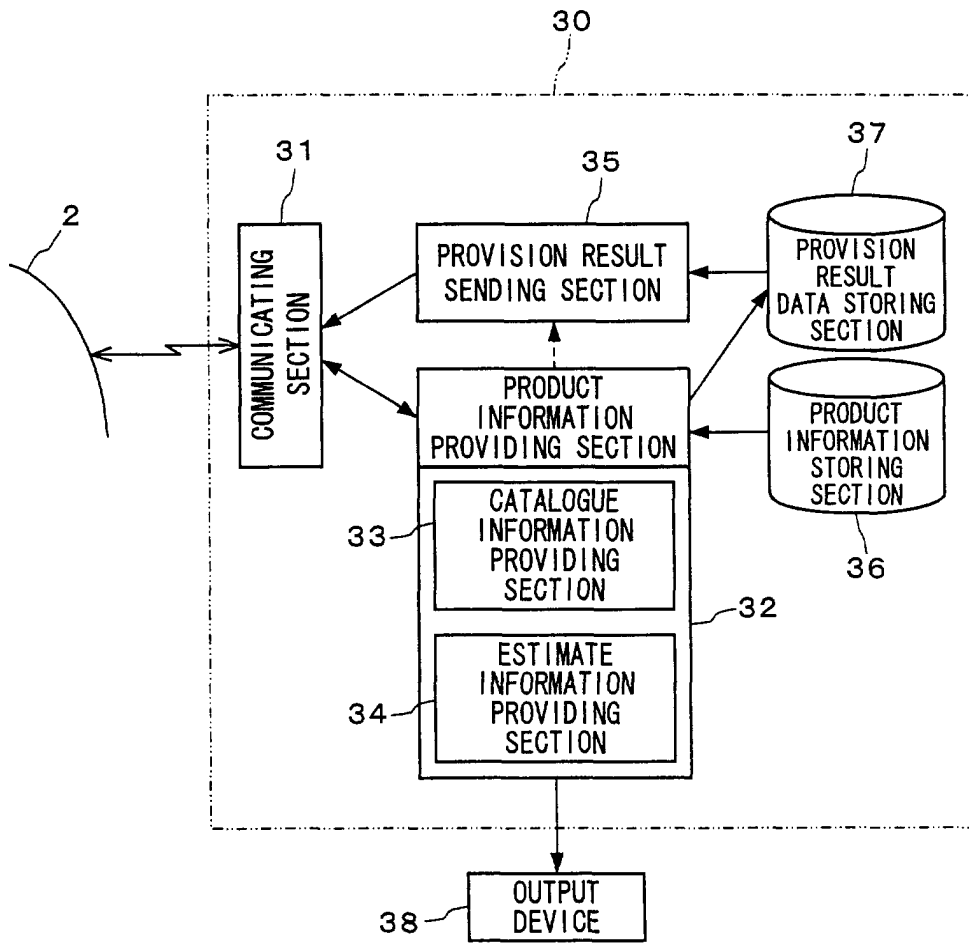 30
31
35
37
2
COMMUNICATING
SECTION
PROVISION RESULT
SENDING SECTION
PROVISION
RESULT
DATA STORING
SECTION
PRODUCT
INFORMATION
PROVIDING SECTION
PRODUCT
INFORMATION
STORING
SECTION
36
33
CATALOGUE
INFORMATION
PROVIDING
SECTION
32
34
ESTIMATE
INFORMATION
PROVIDING
SECTION
38
OUTPUT
DEVICE